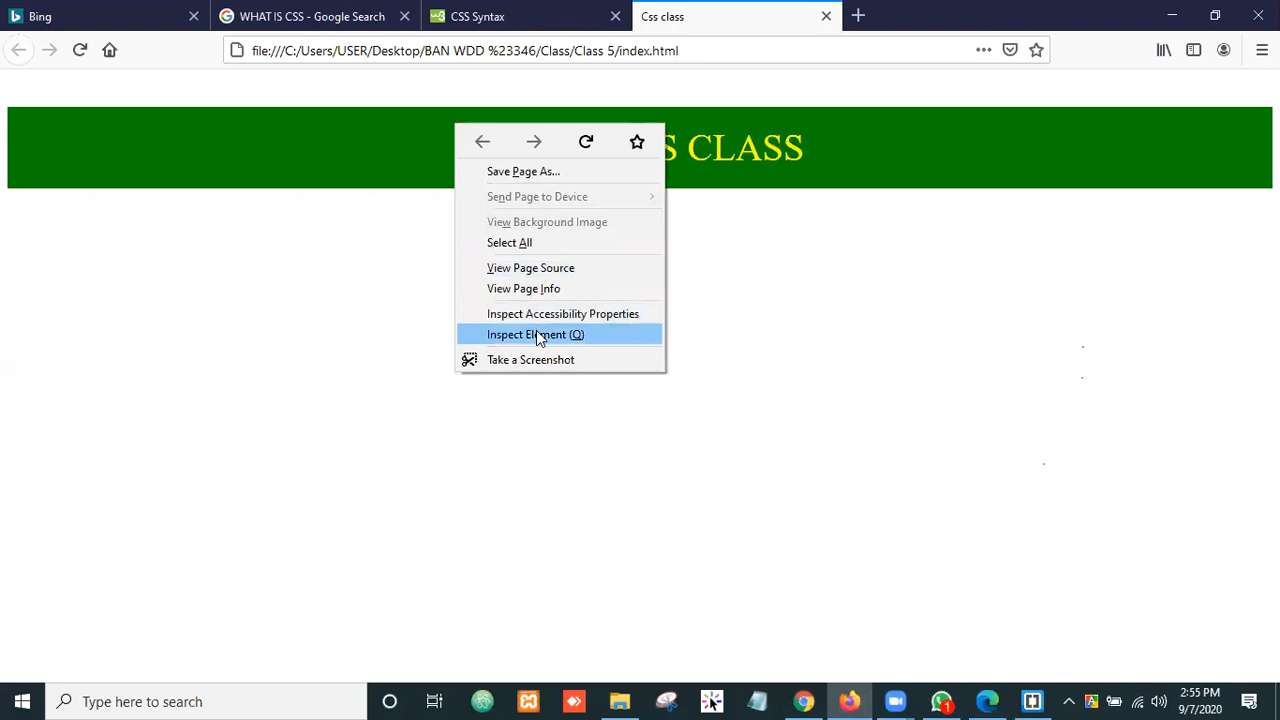 Bing
WHAT IS CSS - Google Search
CSS Syntax
Css class
file:///C:/Users/USER/Desktop/BAN WDD %23346/Class/Class 5/index.html
S CLASS
Save Page As...
Send Page to Device
View Background Image
Select All
View Page Source
View Page Info
Inspect Accessibility Properties
Inspect Element (Q)
Take a Screenshot
Type here to search
1
2:55 PM
9/7/2020